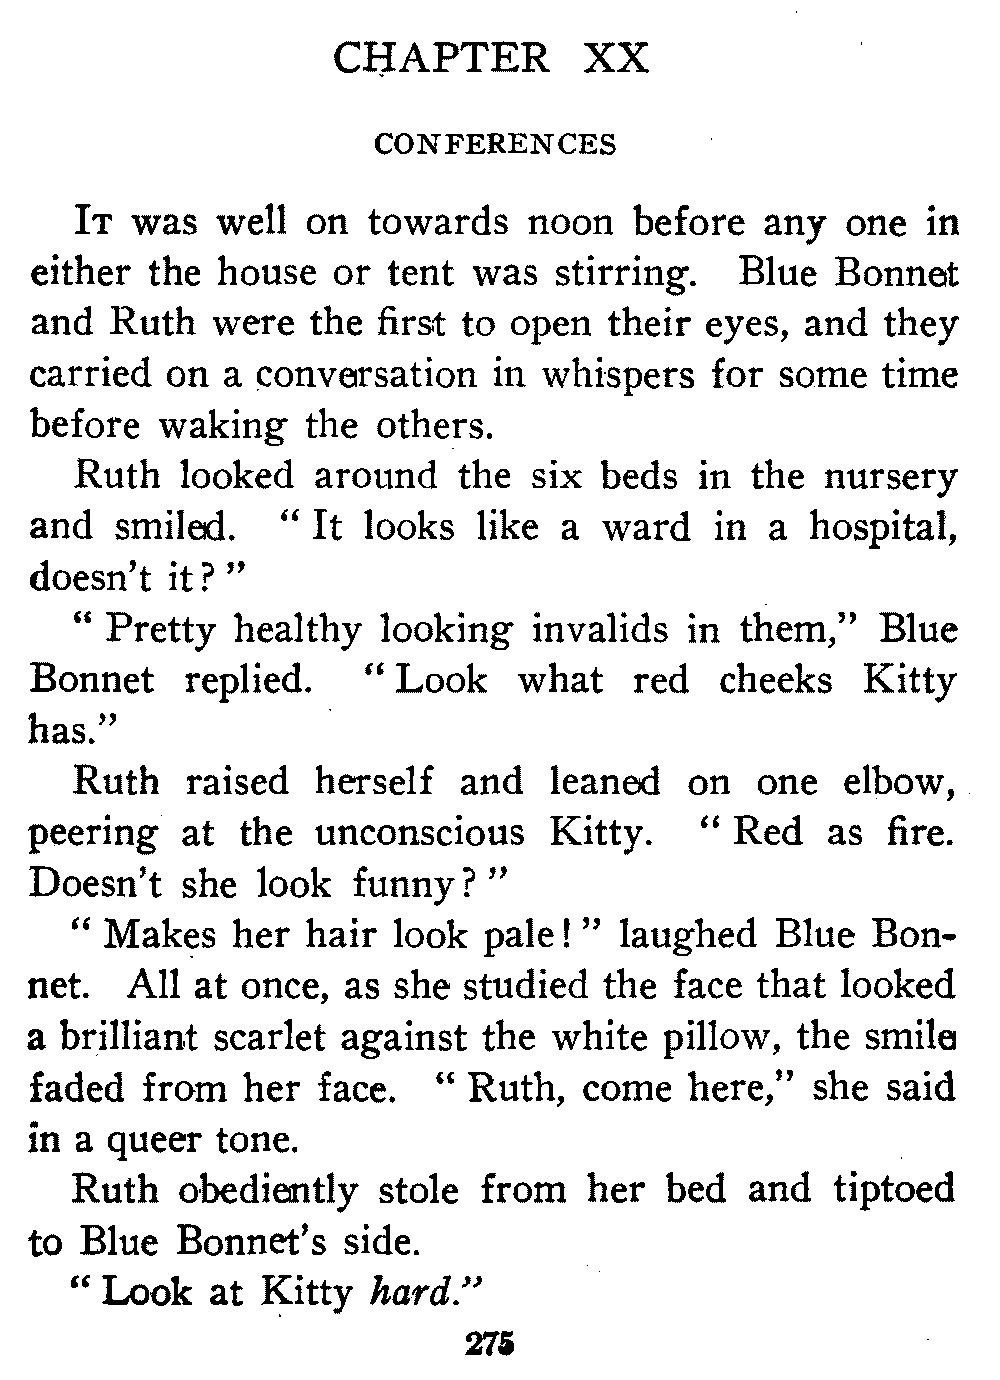 CHAPTER XX
CONFERENCES
IT was well on towards noon before any one in
either the house or tent was stirring. Blue Bonnet
and Ruth were the first to open their eyes, and they
carried on a conversation in whispers for some time
before waking the others.
Ruth looked around the six beds in the nursery
and smiled. “ It looks like a ward in a hospital,
doesn't it? ”
“ Pretty healthy looking invalids in them,” Blue
Bonnet replied. “ Look what red cheeks Kitty
has.”
Ruth raised herself and leaned on one elbow,
peering at the unconscious Kitty. “ Red as fire.
Doesn't she look funny? ”
“ Makes her hair look pale! ” laughed Blue Bon-
net. All at once, as she studied the face that looked
a brilliant scarlet against the white pillow, the smile
faded from her face. “ Ruth, come here,” she said
in a queer tone.
Ruth obediently stole from her bed and tiptoed
to Blue Bonnet's side.
“ Look at Kitty hard.”
275